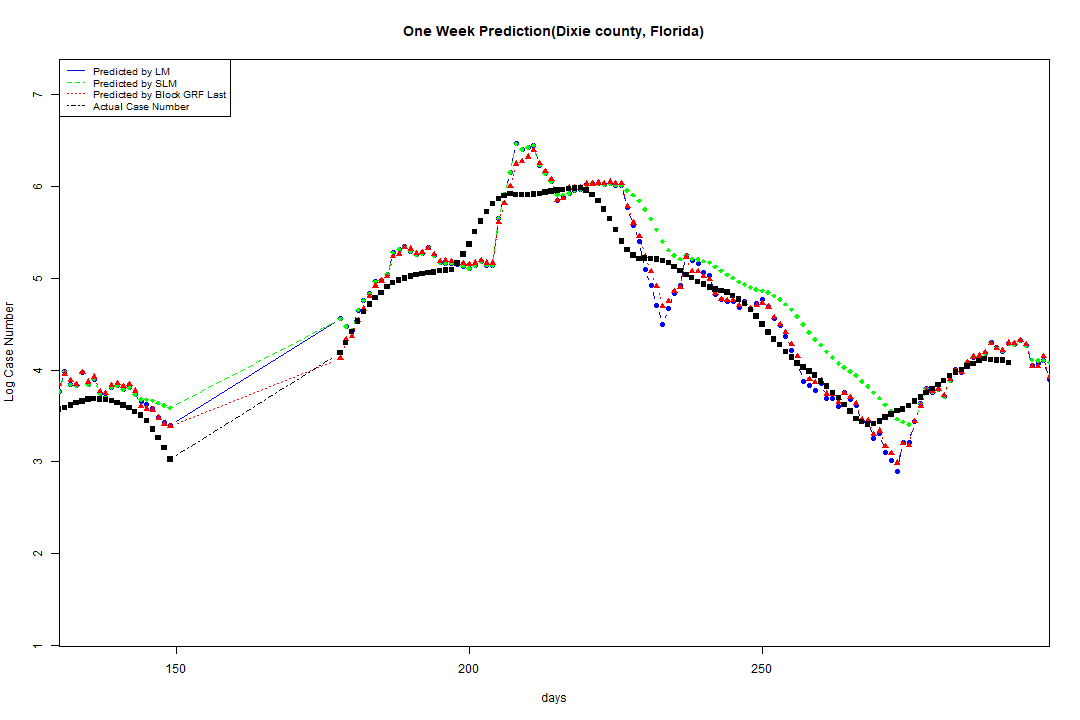 One Week Prediction(Dixie county, Florida)
Predicted by LM
Predicted by SLM
Predicted by Block GRF Last
Actual Case Number
7
6
5
4
3
2
1
Log Case Number
150 200 250
days